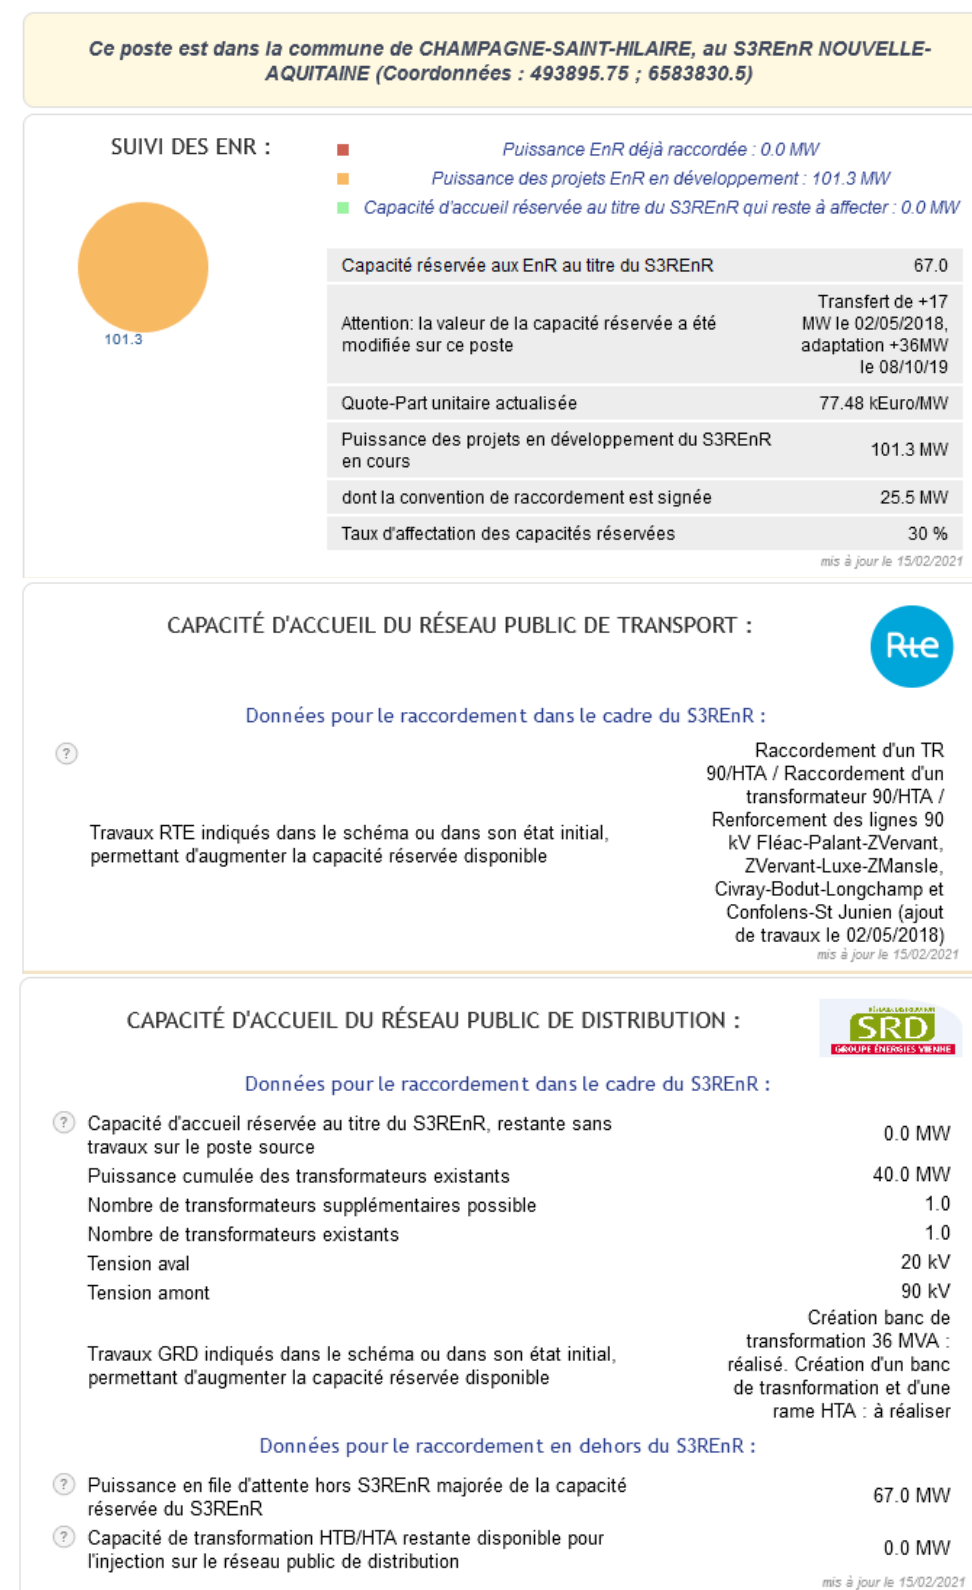 Ce poste est dans la commune de CHAMPAGNE-SAINT-HILAIRE, au S3REnR NOUVELLE-
AQUITAINE (Coordonnées : 493895.75 ; 6583830.5)
SUIVI DES ENR :
Puissance EnR déjà raccordée : 0.0 MW
Puissance des projets EnR en développement : 101.3 MW
Capacité d'accueil réservée au titre du S3REnR qui reste à affecter : 0.0 MW
101.3
Capacité réservée aux EnR au titre du S3REnR 67.0
Attention: la valeur de la capacité réservée a été
modifiée sur ce poste
Transfert de +17
MW le 02/05/2018,
adaptation +36MW
le 08/10/19
Quote-Part unitaire actualisée 77.48 kEuro/MW
Puissance des projets en développement du S3REnR
en cours
101.3 MW
dont la convention de raccordement est signée 25.5 MW
Taux d'affectation des capacités réservées 30 %
mis à jour le 15/02/2021
CAPACITÉ D'ACCUEIL DU RÉSEAU PUBLIC DE TRANSPORT :
Rte
Données pour le raccordement dans le cadre du S3REnR :
?
Travaux RTE indiqués dans le schéma ou dans son état initial,
permettant d'augmenter la capacité réservée disponible
Raccordement d'un TR
90/HTA / Raccordement d'un
transformateur 90/HTA /
Renforcement des lignes 90
kV Fléac-Palant-ZVervant,
ZVervant-Luxe-ZMansle,
Civray-Bodut-Longchamp et
Confolens-St Junien (ajout
de travaux le 02/05/2018)
mis à jour le 15/02/2021
CAPACITÉ D'ACCUEIL DU RÉSEAU PUBLIC DE DISTRIBUTION :
SRD
GROUPE ÉNERGIES VIENNE
Données pour le raccordement dans le cadre du S3REnR :
?
Capacité d'accueil réservée au titre du S3REnR, restante sans
travaux sur le poste source
0.0 MW
Puissance cumulée des transformateurs existants 40.0 MW
Nombre de transformateurs supplémentaires possible 1.0
Nombre de transformateurs existants 1.0
Tension aval 20 kV
Tension amont 90 kV
Travaux GRD indiqués dans le schéma ou dans son état initial,
permettant d'augmenter la capacité réservée disponible
Création banc de
transformation 36 MVA :
réalisé. Création d'un banc
de trasnformation et d'une
rame HTA : à réaliser
Données pour le raccordement en dehors du S3REnR :
?
Puissance en file d'attente hors S3REnR majorée de la capacité
réservée du S3REnR
67.0 MW
?
Capacité de transformation HTB/HTA restante disponible pour
l'injection sur le réseau public de distribution
0.0 MW
mis à jour le 15/02/2021